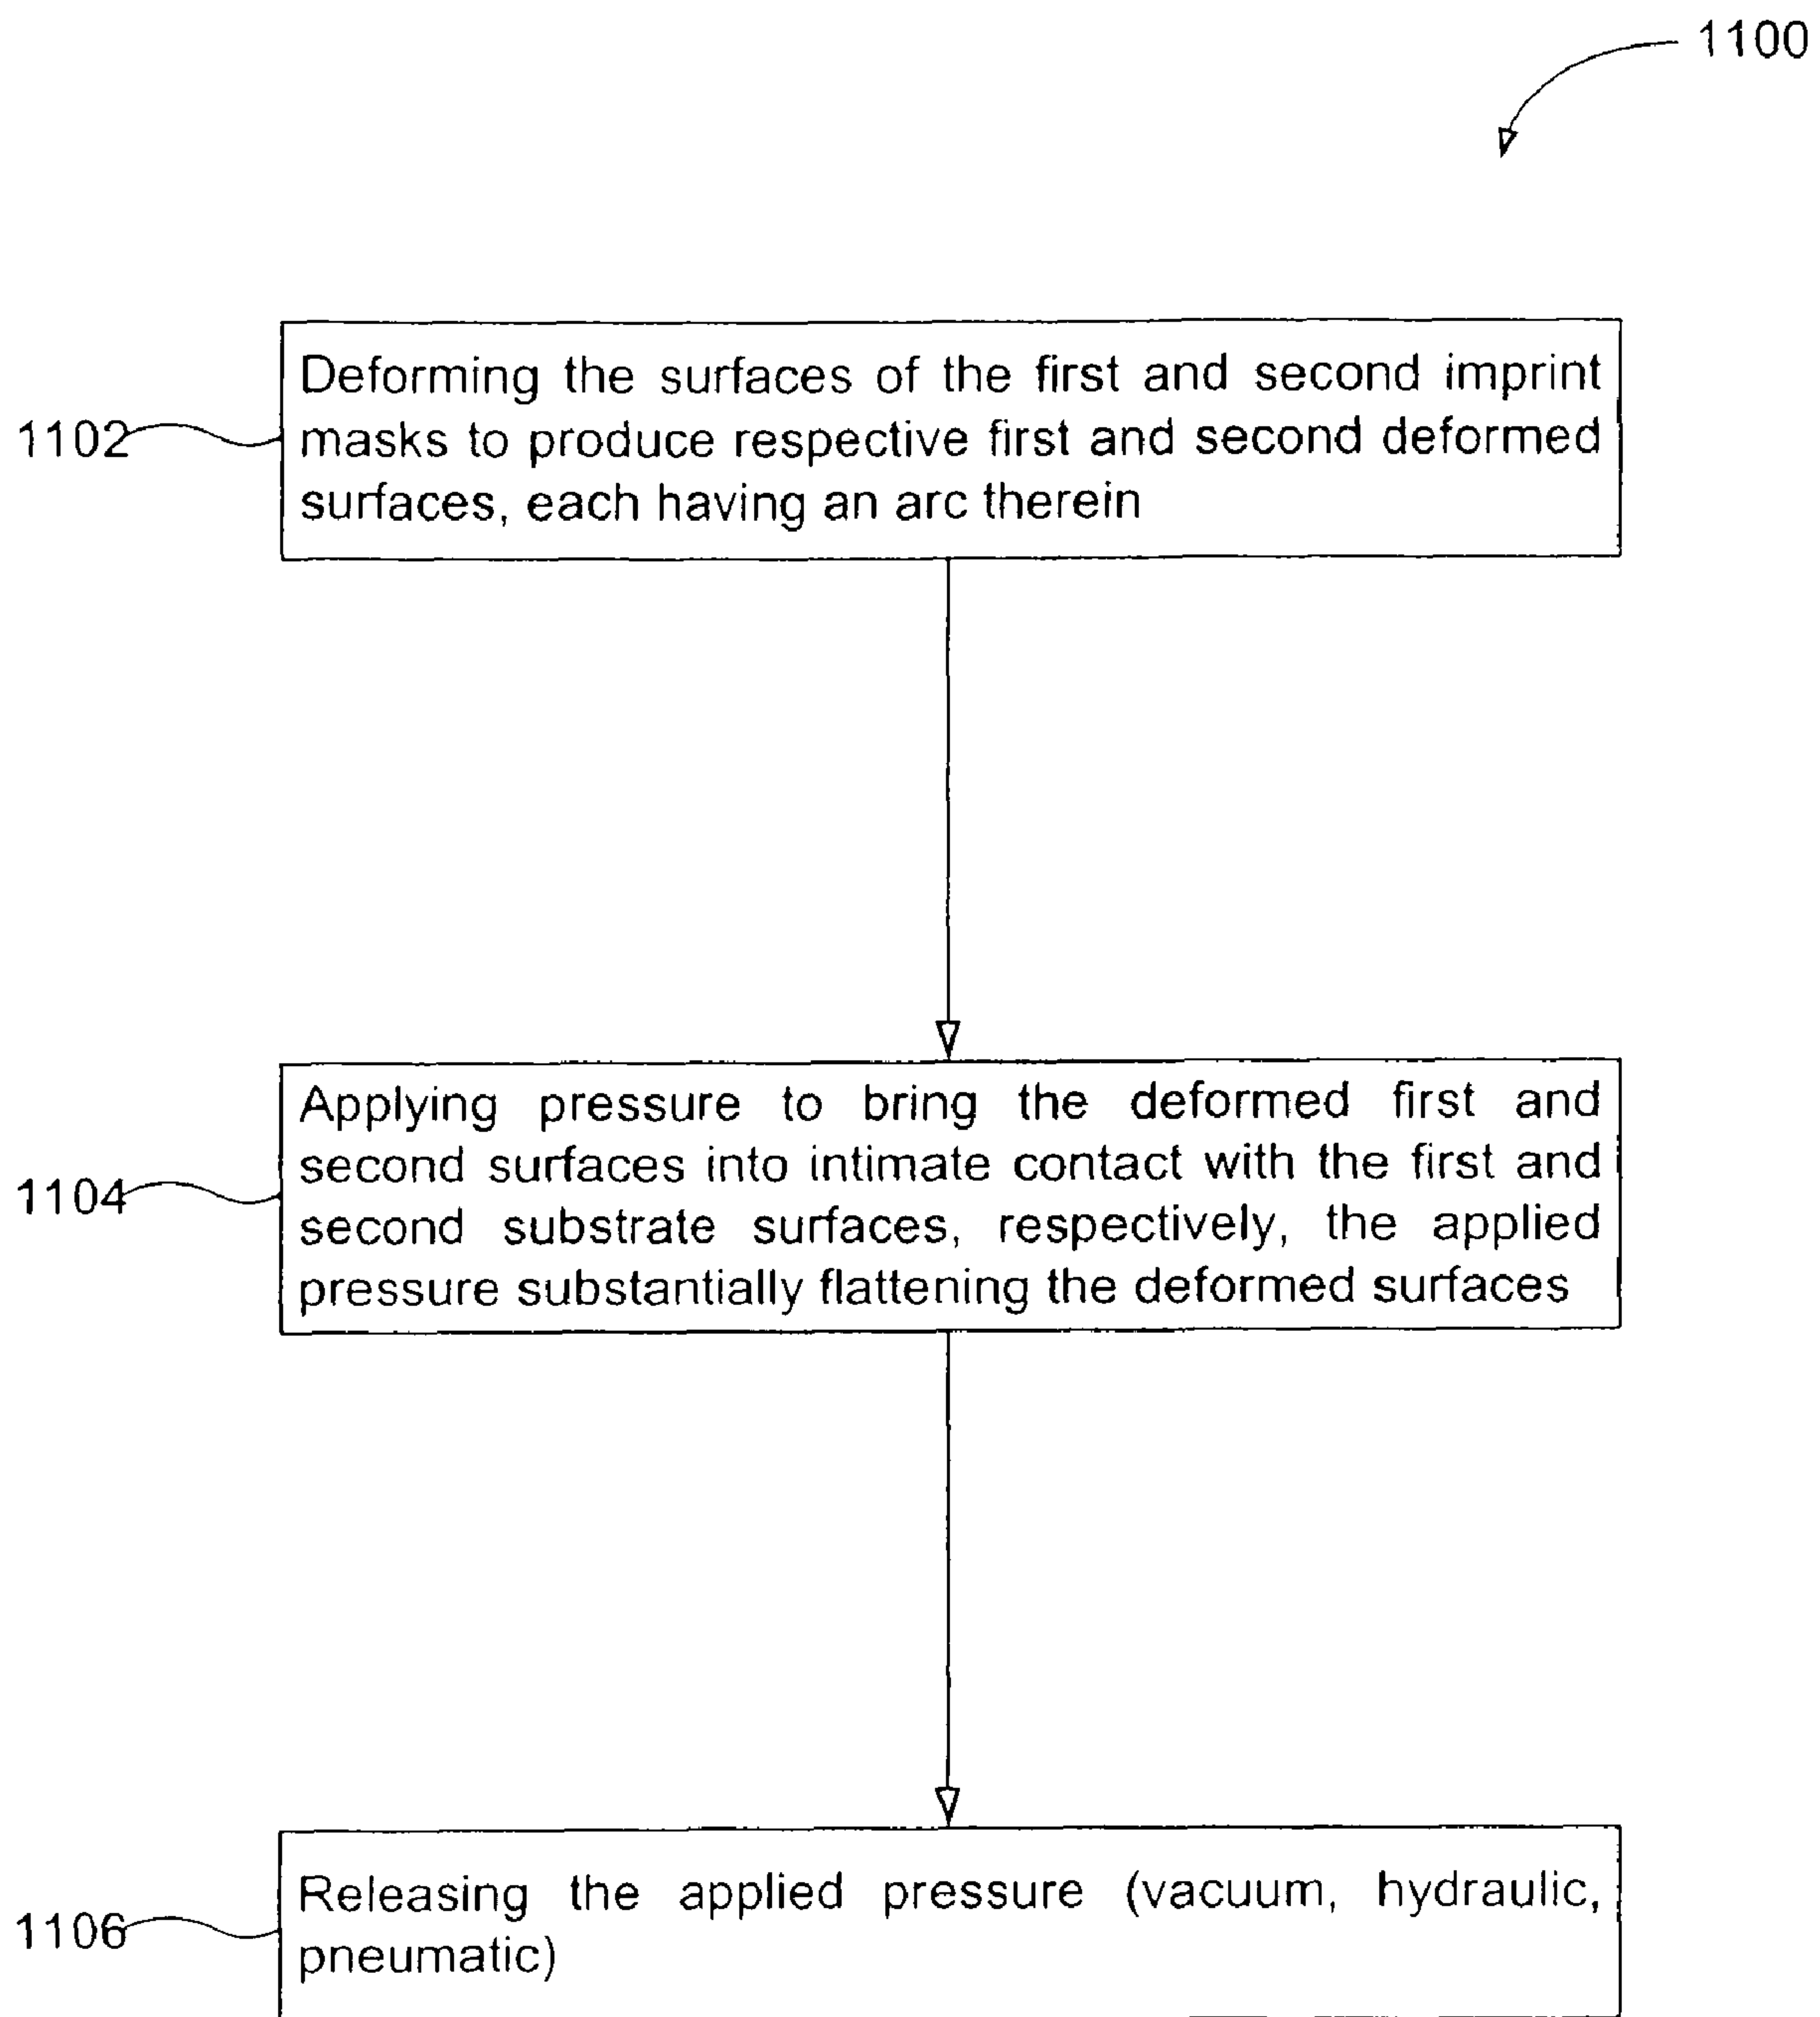 1100
1102
Deforming the surfaces of the first and second imprint
masks to produce respective first and second deformed
surfaces, each having an arc therein
1104
Applying pressure to bring the deformed first and
second surfaces into intimate contact with the first and
second substrate surfaces, respectively, the applied
pressure substantially flattening the deformed surfaces
1106
Releasing the applied pressure (vacuum, hydraulic,
pneumatic)